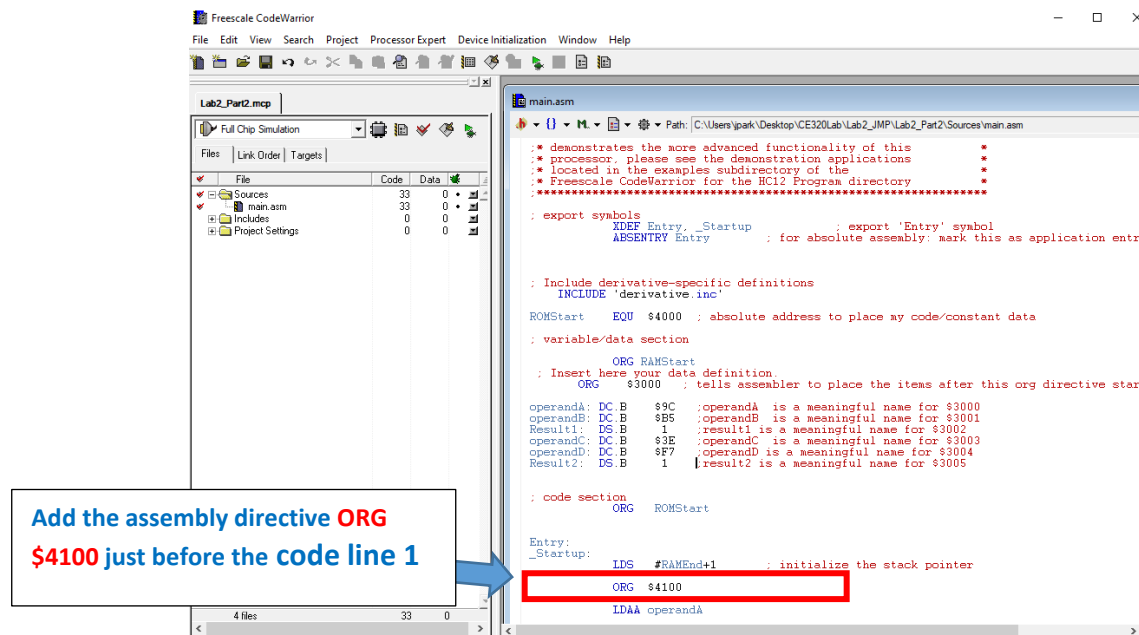 Freescale CodeWarrior
File Edit View Search Project Processor Expert Device Initialization Window Help
Lab2_Part2.mcp
Full Chip Simulation
Files Link Order Targets
File Code Data
Sources 33 0
main.asm 33 0
Includes 0 0
Project Settings 0 0
4 files 33 0
main.asm
h {} M. Path: C:\Users\jpark\Desktop\CE320Lab\Lab2_JMP\Lab2_Part2\Sources\main.asm
;* demonstrates the more advanced functionality of this *
;* processor, please see the demonstration applications *
;* located in the examples subdirectory of the *
;* Freescale CodeWarrior for the HC12 Program directory *
;*******************************************************************
; export symbols
XDEF Entry, _Startup ; export 'Entry' symbol
ABSENTRY Entry ; for absolute assembly: mark this as application entr
; Include derivative-specific definitions
INCLUDE 'derivative.inc'
ROMStart EQU $4000 ; absolute address to place my code/constant data
; variable/data section
ORG RAMStart
; Insert here your data definition.
ORG $3000 ; tells assembler to place the items after this org directive star
operandA: DC.B $9C ;operandA is a meaningful name for $3000
operandB: DC.B $B5 ;operandB is a meaningful name for $3001
Result1: DS.B 1 ;result1 is a meaningful name for $3002
operandC: DC.B $3E ;operandC is a meaningful name for $3003
operandD: DC.B $F7 ;operandD is a meaningful name for $3004
Result2: DS.B 1 ;result2 is a meaningful name for $3005
; code section
ORG ROMStart
Entry:
_Startup:
LDS #RAMEnd+1 ; initialize the stack pointer
ORG $4100
LDAA operandA
Add the assembly directive ORG
$4100 just before the code line 1